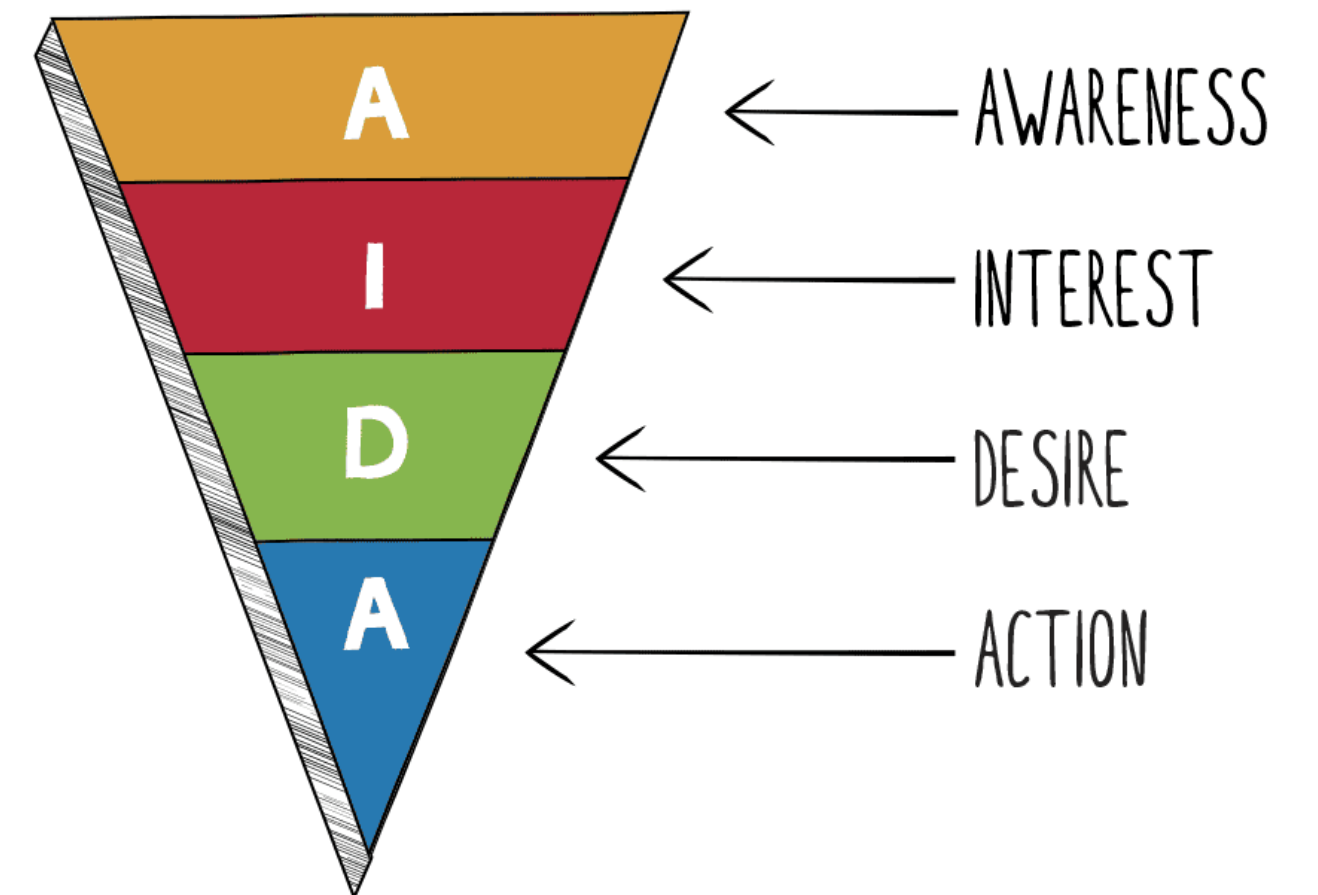 A
AWARENESS
I
INTEREST
D
DESIRE
A
ACTION